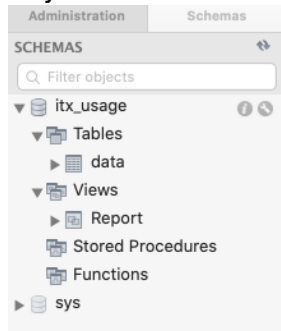 Administration Schemas
SCHEMAS
Filter objects
itx_usage
Tables
data
Views
Report
Stored Procedures
Functions
sys